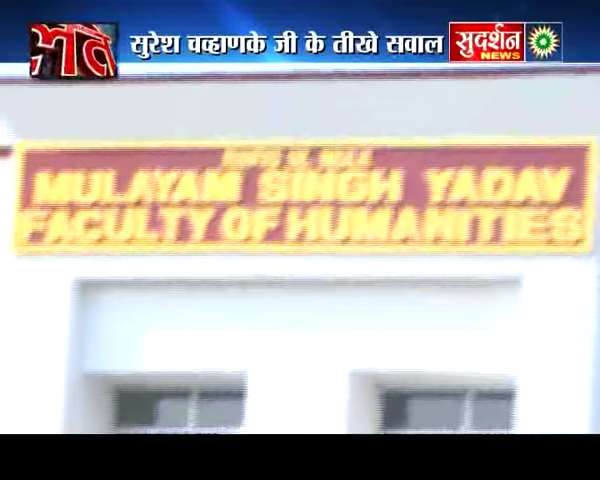 सुरेश चव्हाणके जी के तीखे सवाल
सुदर्शन
NEWS
MULAYAM SINGH YADAV
FACULTY OF HUMANITIES